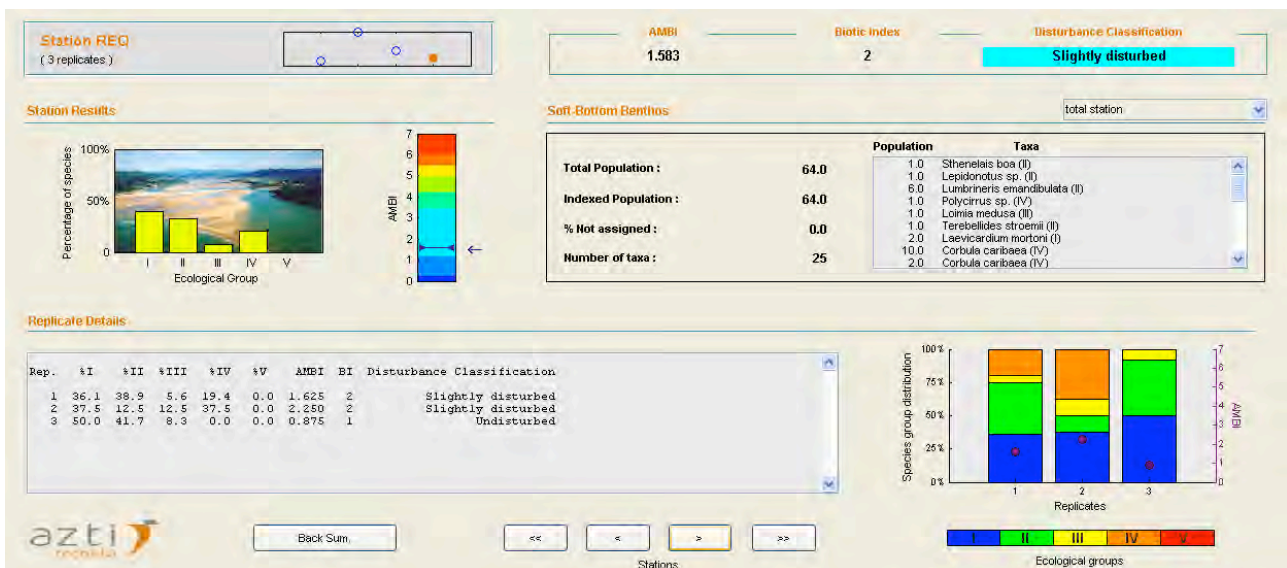 Station REQ
( 3 replicates )
AMBI
Biotic Index
Disturbance Classification
1.583
2
Slightly disturbed
Station Results
Percentage of species
100%
50%
0
I II III IV V
Ecological Group
AMBI
7
6
5
4
3
2
1
0
Soft-Bottom Benthos
total station
Total Population : 64.0
Indexed Population : 64.0
% Not assigned : 0.0
Number of taxa : 25
Population Taxa
1.0 Sthenelais boa (II)
1.0 Lepidonotus sp. (II)
6.0 Lumbrineris emandibulata (II)
1.0 Polycirrus sp. (IV)
1.0 Loimia medusa (III)
1.0 Terebellides stroemii (II)
2.0 Laevicardium mortoni (I)
10.0 Corbula caribaea (IV)
2.0 Corbula caribaea (IV)
Replicate Details
Rep. %I %II %III %IV %V AMBI BI Disturbance Classification
1 36.1 38.9 5.6 19.4 0.0 1.625 2 Slightly disturbed
2 37.5 12.5 12.5 37.5 0.0 2.250 2 Slightly disturbed
3 50.0 41.7 8.3 0.0 0.0 0.875 1 Undisturbed
Species group distribution
100%
75%
50%
25%
0%
7
6
5
4
3
2
1
0
AMBI
1 2 3
Replicates
I II III IV V
Ecological groups
azti
tecnalia
Back Sum.
<< < > >>
Stations